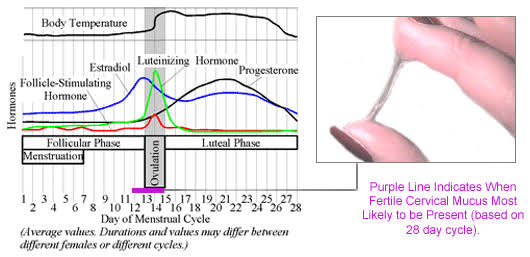 Body Temperature
Luteinizing
Hormone
Estradiol
Progesterone
Follicle-Stimulating
Hormone
Hormones
Follicular Phase
Luteal Phase
Menstruation
Ovulation
1 3 5 7 9 11 13 15 17 19 21 23 25 27
2 4 6 8 10 12 14 16 18 20 22 24 26 28
Day of Menstrual Cycle
(Average values. Durations and values may differ between
different females or different cycles.)
Purple Line Indicates When
Fertile Cervical Mucus Most
Likely to be Present (based on
28 day cycle).